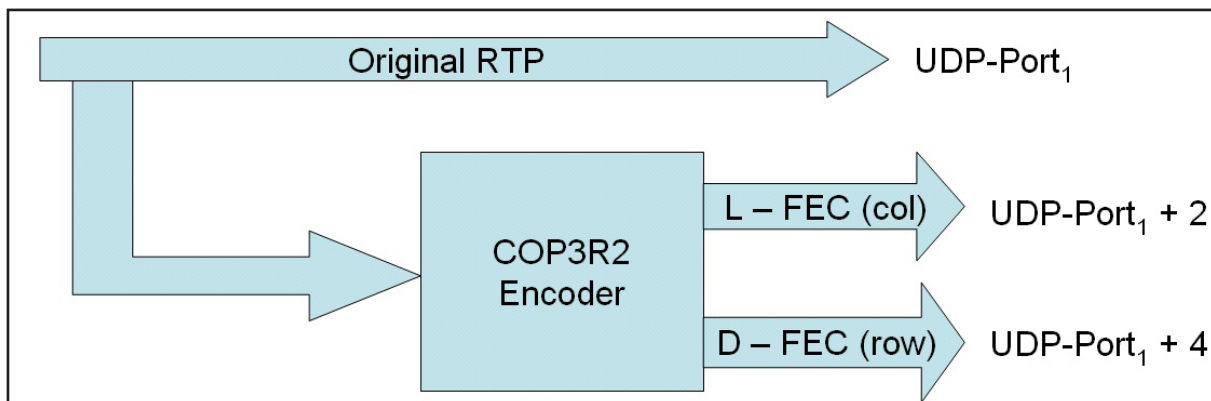 Original RTP
UDP-Port₁
COP3R2
Encoder
L – FEC (col)
UDP-Port₁ + 2
D – FEC (row)
UDP-Port₁ + 4